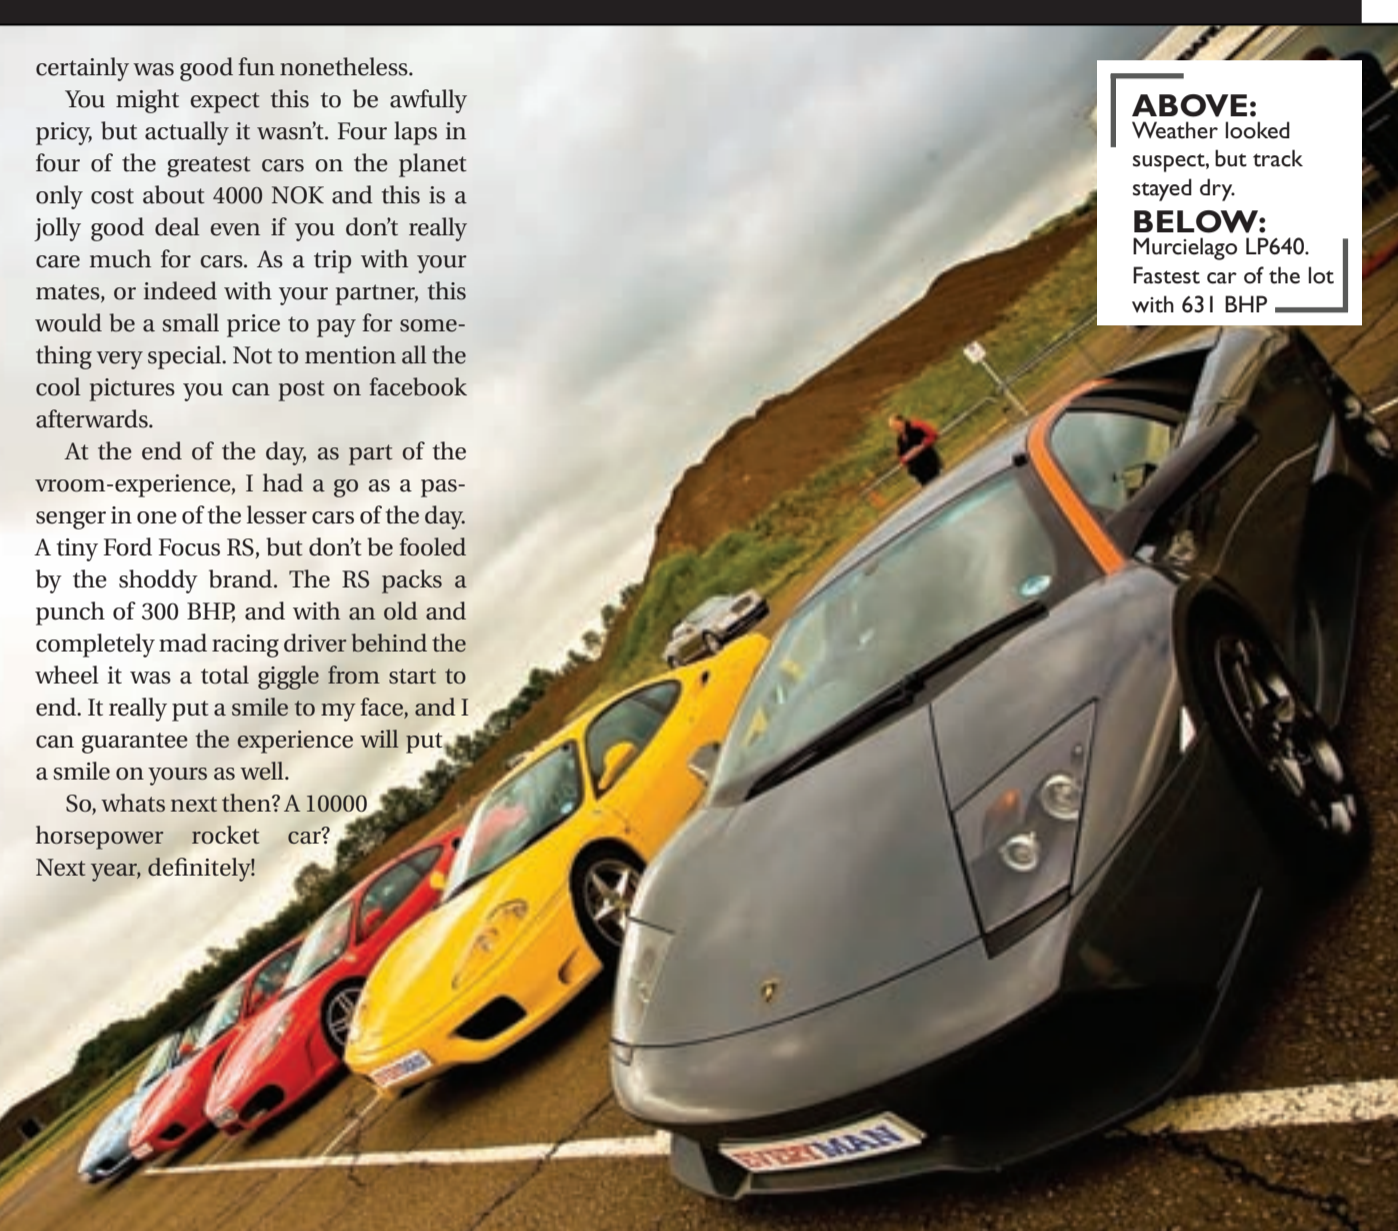 certainly was good fun nonetheless.
You might expect this to be awfully
pricy, but actually it wasn’t. Four laps in
four of the greatest cars on the planet
only cost about 4000 NOK and this is a
jolly good deal even if you don’t really
care much for cars. As a trip with your
mates, or indeed with your partner, this
would be a small price to pay for some-
thing very special. Not to mention all the
cool pictures you can post on facebook
afterwards.
At the end of the day, as part of the
vroom-experience, I had a go as a pas-
senger in one of the lesser cars of the day.
A tiny Ford Focus RS, but don’t be fooled
by the shoddy brand. The RS packs a
punch of 300 BHP, and with an old and
completely mad racing driver behind the
wheel it was a total giggle from start to
end. It really put a smile to my face, and I
can guarantee the experience will put
a smile on yours as well.
So, whats next then? A 10000
horsepower rocket car?
Next year, definitely!
ABOVE:
Weather looked
suspect, but track
stayed dry.
BELOW:
Murcielago LP640.
Fastest car of the lot
with 631 BHP
EVERYMAN
EVERYMAN